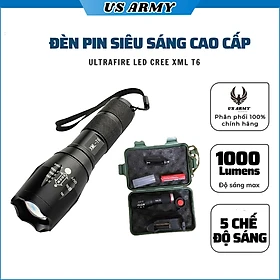 US ARMY
ĐÈN PIN SIÊU SÁNG CAO CẤP
ULTRAFIRE LED CREE XML T6
US ARMY
Phân phối 100%
chính hãng
1000
Lumens
Độ sáng max
5 CHẾ
ĐỘ SÁNG